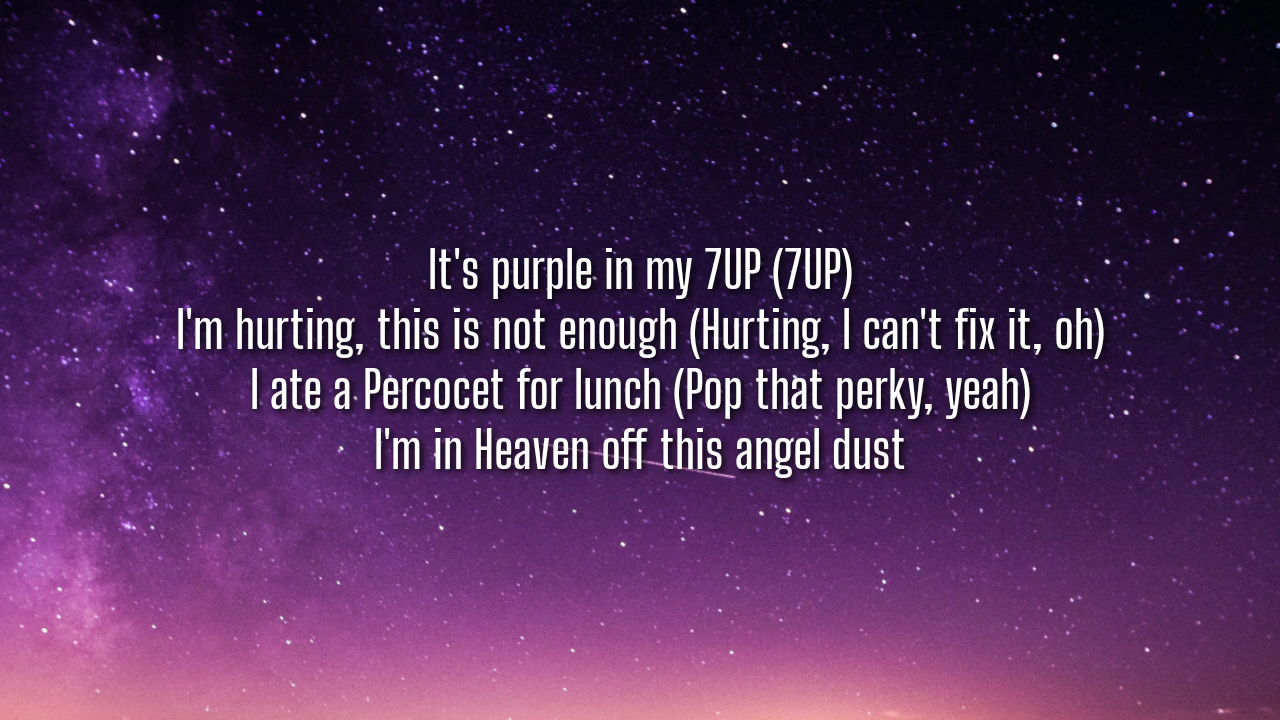 It's purple in my 7UP (7UP)
I'm hurting, this is not enough (Hurting, I can't fix it, oh)
I ate a Percocet for lunch (Pop that perky, yeah)
I'm in Heaven off this angel dust